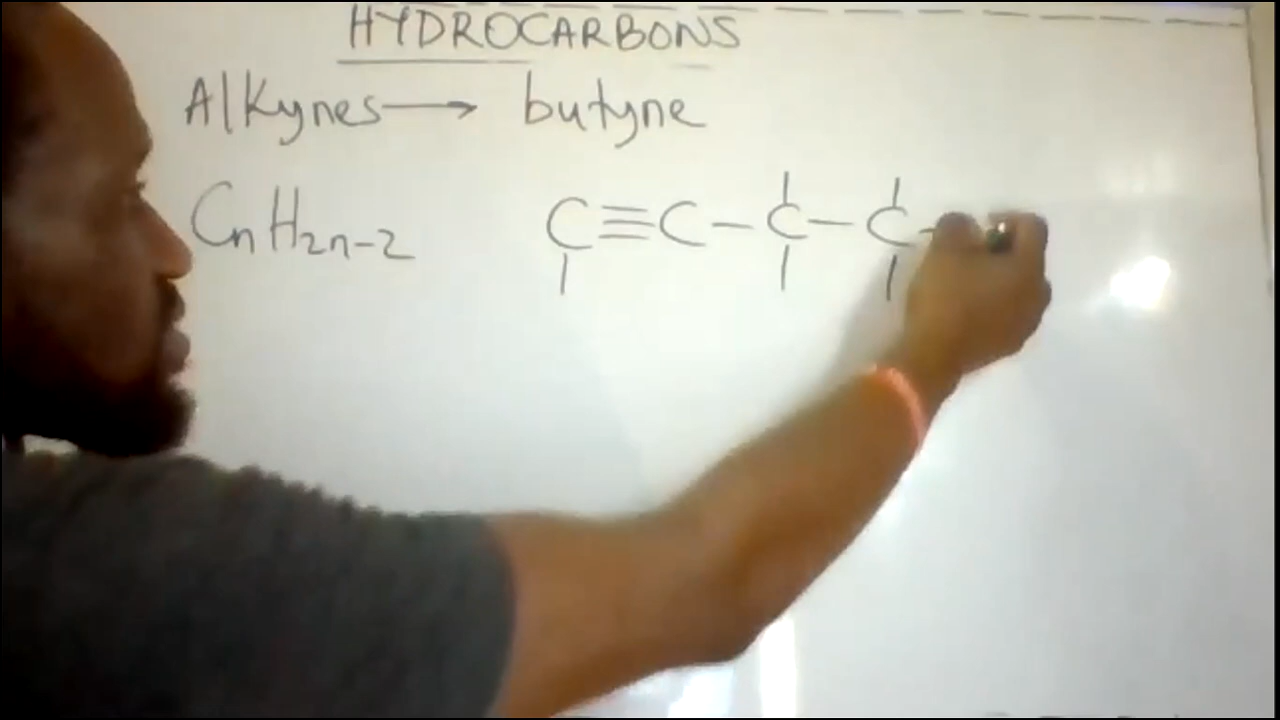 HYDROCARBONS
Alkynes → butyne
CnH2n-2 C≡C-C-C-